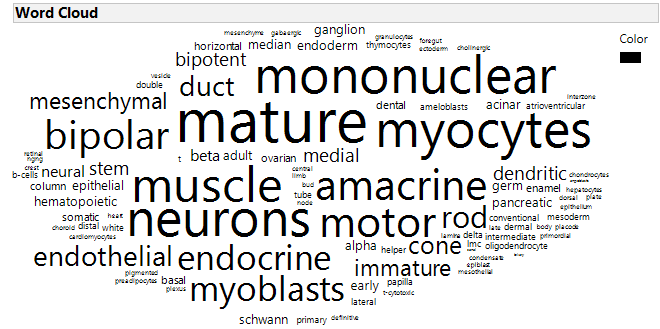 Word Cloud
Color
mesenchyme gabaergic ganglion
granulocytes foregut
horizontal median endoderm thymocytes ectoderm cholinergic
bipotent
mononuclear
veside
double
duct
mesenchymal
interzone
dental ameloblasts acinar atrioventricular
mature
bipolar
myocytes
retinal
crest
b-cells
neural stem
t beta adult ovarian medial
central
limb
bud
tube
node
column epithelial
hematopoietic
muscle
amacrine
dendritic chondrocytes
germ enamel hepatocytes
dorsal plate
pancreatic epithelium
somatic heart
choroid distal white
cardiomyocytes
neurons
motor
rod
conventional mesoderm
late dermal body placode
lamina delta intermediate primordial
lmc oligodendrocyte
endothelial
endocrine
alpha helper cone
condensate
epiblast
mesothelial
immature
pigmented
preadipocytes basal
plexus
myoblasts
early papilla
t-cytotoxic
lateral
schwann primary definitive